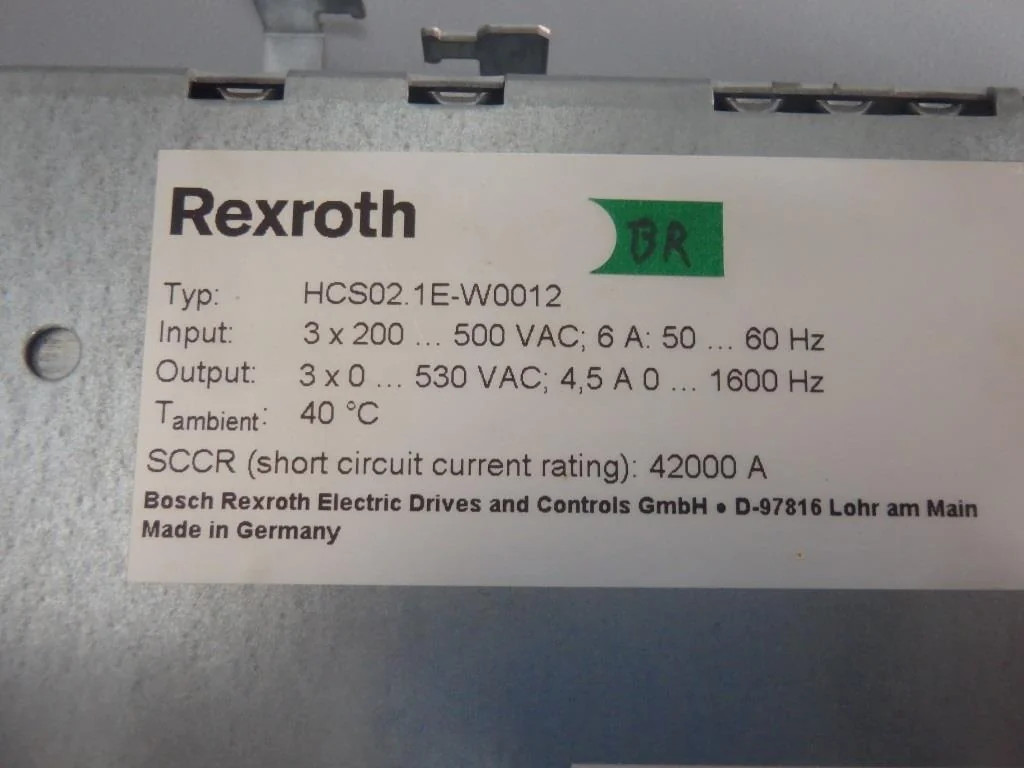 Rexroth
BR
Typ: HCS02.1E-W0012
Input: 3 x 200 ... 500 VAC; 6 A: 50 ... 60 Hz
Output: 3 x 0 ... 530 VAC; 4,5 A 0 ... 1600 Hz
Tambient: 40 °C
SCCR (short circuit current rating): 42000 A
Bosch Rexroth Electric Drives and Controls GmbH • D-97816 Lohr am Main
Made in Germany